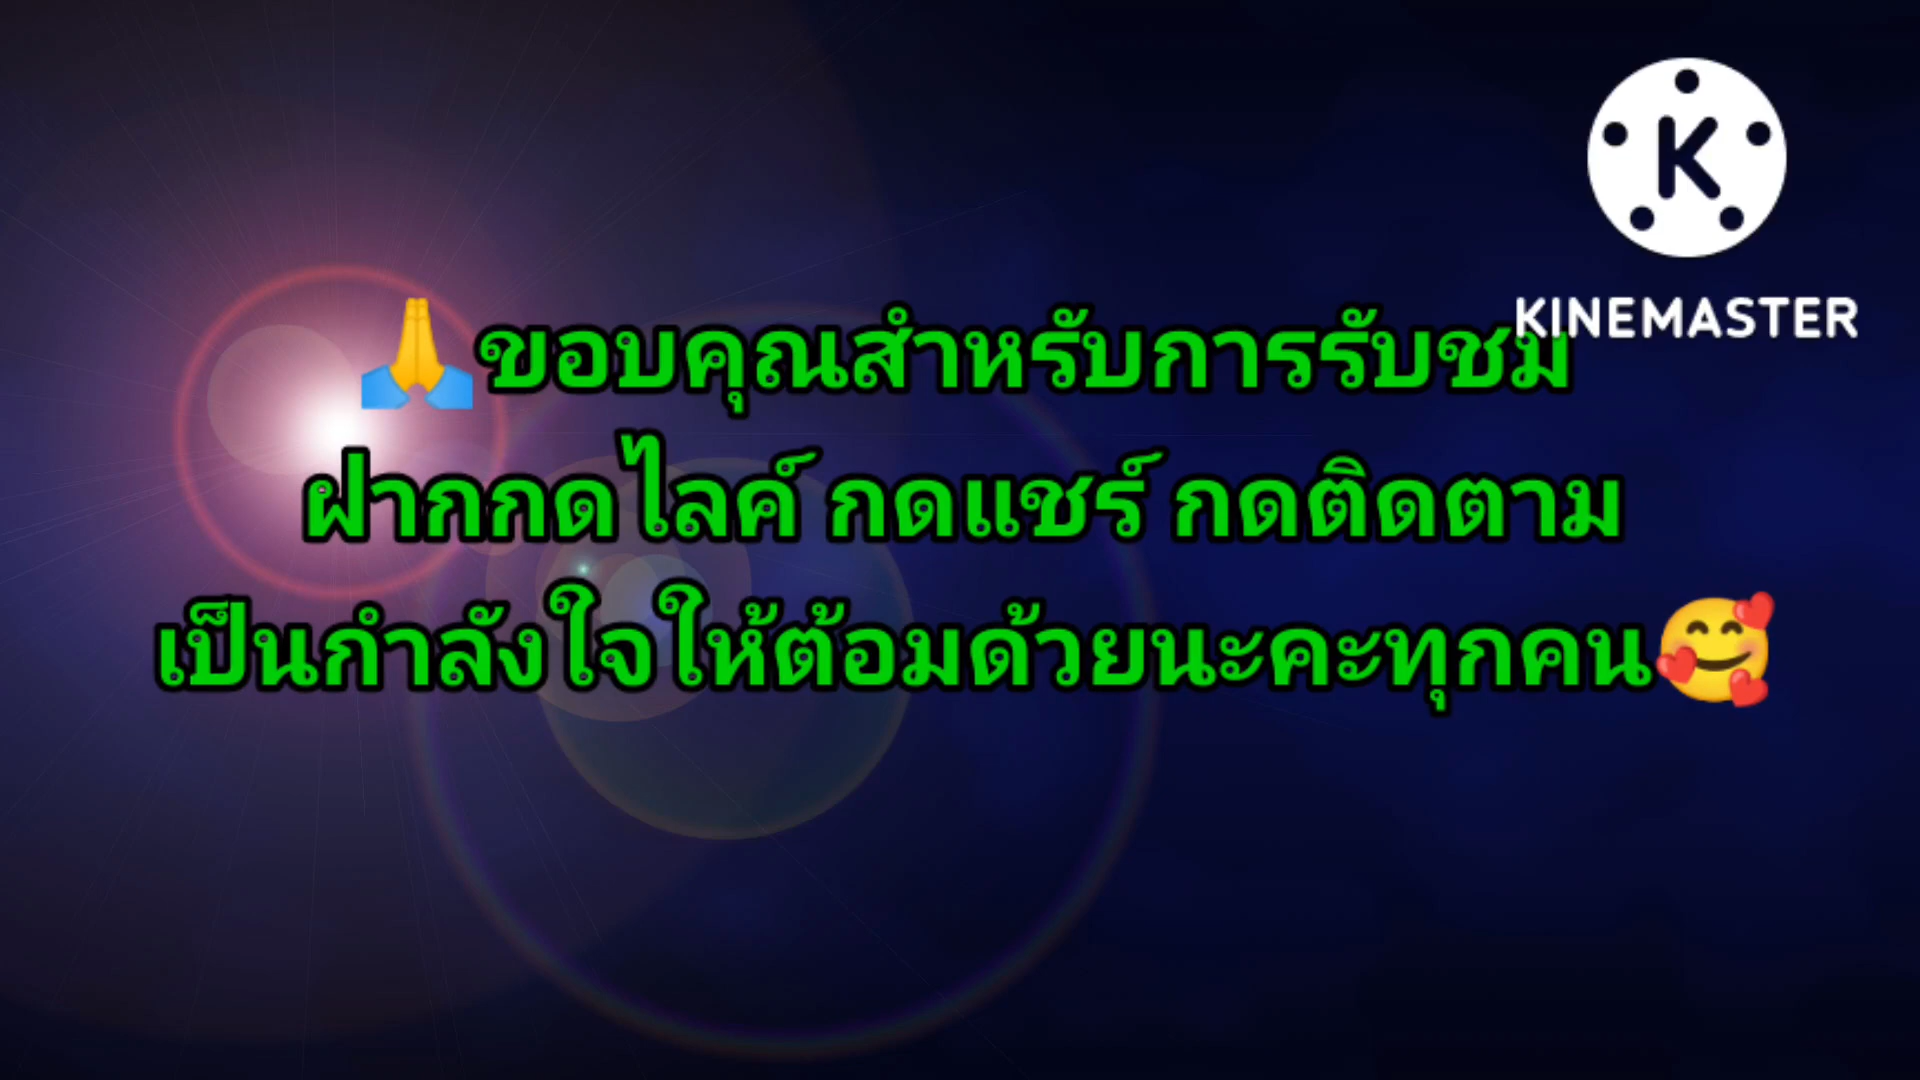 K
KINEMASTER
🙏ขอบคุณสำหรับการรับชม
ฝากกดไลค์ กดแชร์ กดติดตาม
เป็นกำลังใจให้ต้อมด้วยนะคะทุกคน🥰